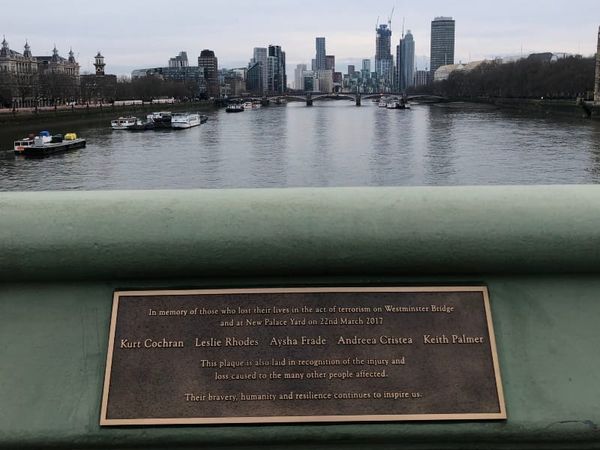 In memory of those who lost their lives in the act of terrorism on Westminster Bridge
and at New Palace Yard on 22nd March 2017
Kurt Cochran Leslie Rhodes Aysha Frade Andreea Cristea Keith Palmer
This plaque is also laid in recognition of the injury and
loss caused to the many other people affected.
Their bravery, humanity and resilience continues to inspire us.